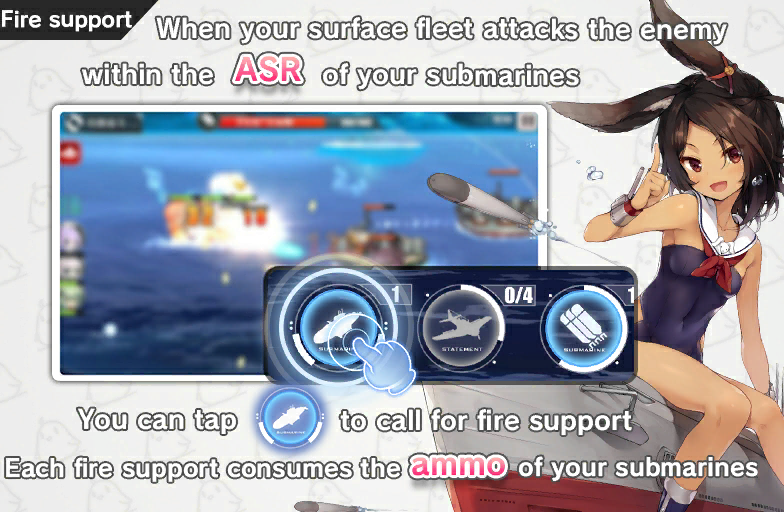 Fire support
When your surface fleet attacks the enemy
within the ASR of your submarines
1
0/4
1
SUBMARINE
STATEMENT
SUBMARINE
You can tap
SUBMARINE
to call for fire support
Each fire support consumes the ammo of your submarines